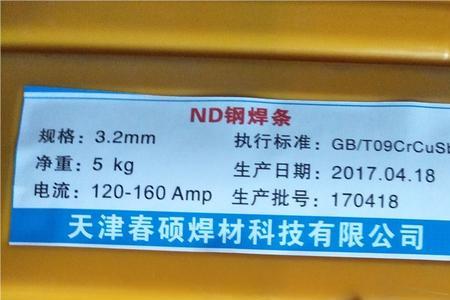 ND钢焊条
规格：3.2mm 执行标准：GB/T09CrCuSb
净重：5 kg 生产日期：2017.04.18
电流：120-160 Amp 生产批号：170418
天津春硕焊材科技有限公司